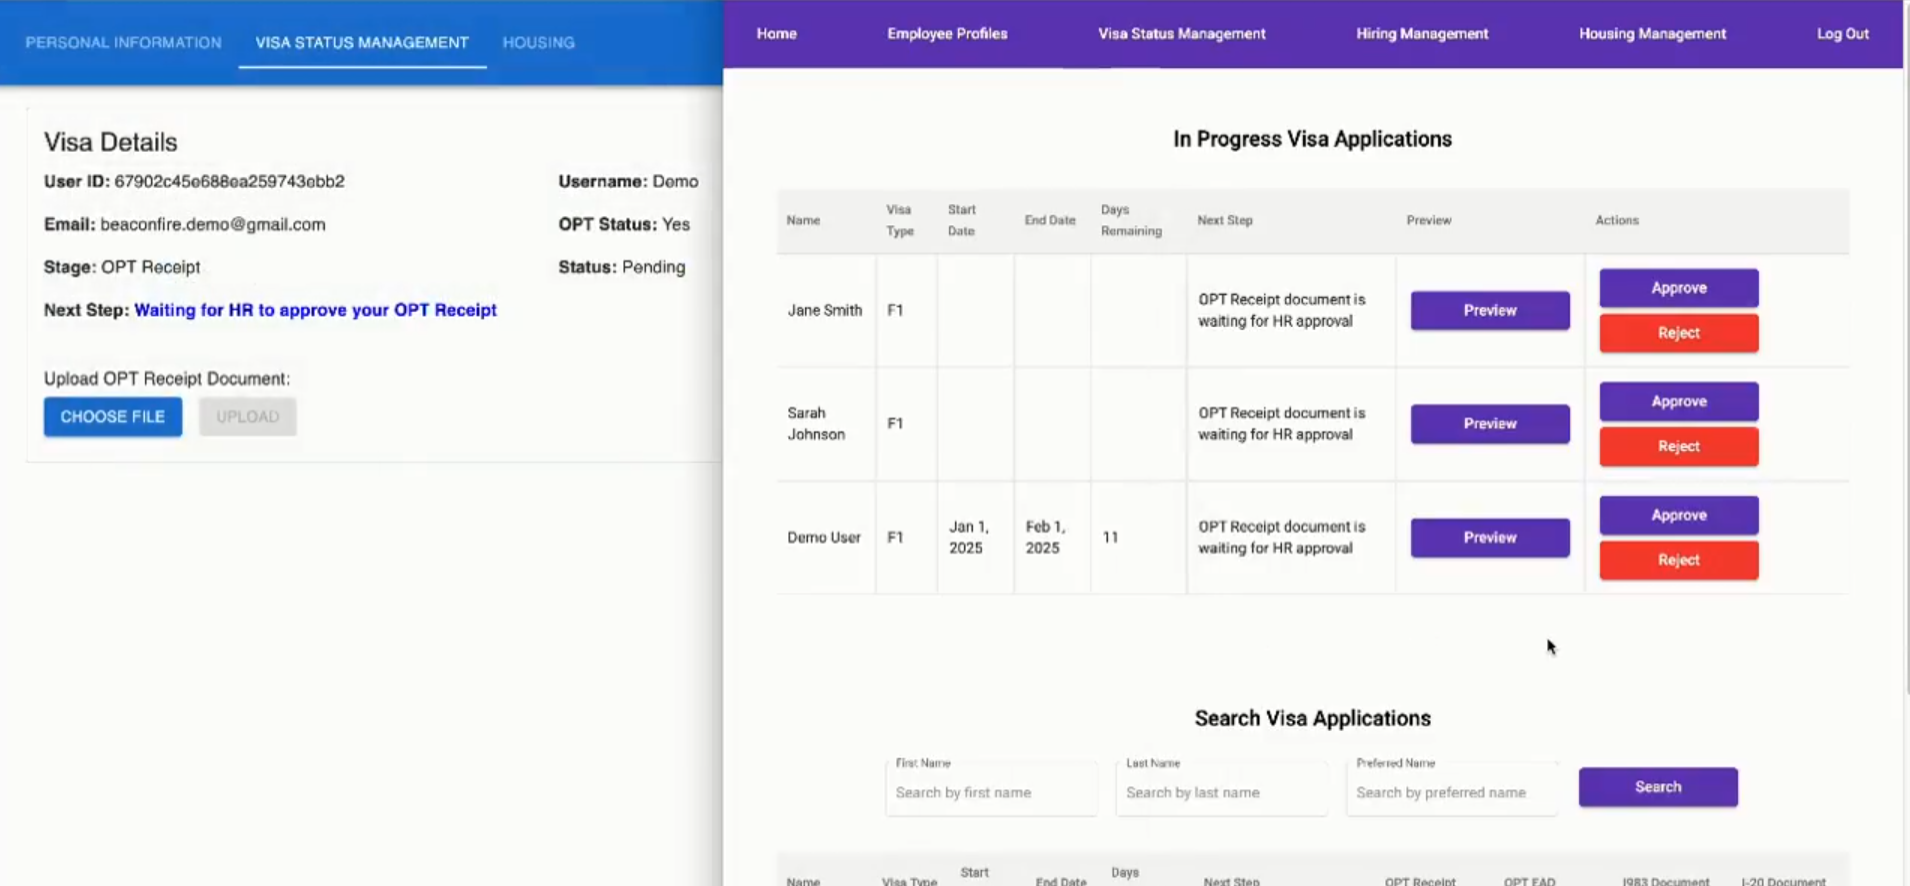 PERSONAL INFORMATION VISA STATUS MANAGEMENT HOUSING
Visa Details
User ID: 67902c45e688ea259743ebb2 Username: Demo
Email: beaconfire.demo@gmail.com OPT Status: Yes
Stage: OPT Receipt Status: Pending
Next Step: Waiting for HR to approve your OPT Receipt
Upload OPT Receipt Document:
CHOOSE FILE UPLOAD
Home Employee Profiles Visa Status Management Hiring Management Housing Management Log Out
In Progress Visa Applications
Name Visa Type Start Date End Date Days Remaining Next Step Preview Actions
Jane Smith F1 OPT Receipt document is waiting for HR approval Preview Approve Reject
Sarah Johnson F1 OPT Receipt document is waiting for HR approval Preview Approve Reject
Demo User F1 Jan 1, 2025 Feb 1, 2025 11 OPT Receipt document is waiting for HR approval Preview Approve Reject
Search Visa Applications
First Name Last Name Preferred Name
Search by first name Search by last name Search by preferred name Search
Name Visa Type Start End Date Days Next Step OPT Receipt OPT EAD I983 Document I-20 Document